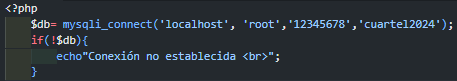 <?php
$db= mysqli_connect('localhost', 'root','12345678','cuartel2024');
if(!$db){
echo"Conexión no establecida <br>";
}